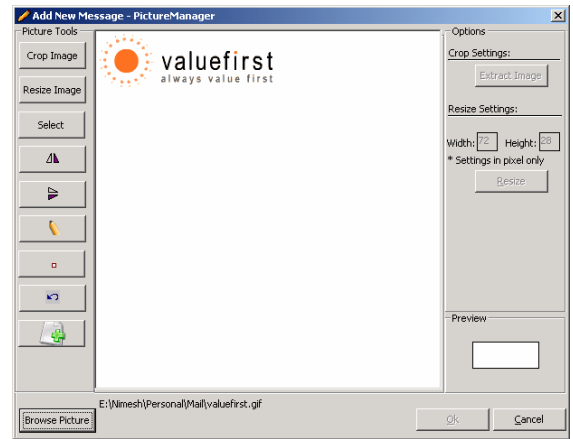 Add New Message - PictureManager
Picture Tools
Crop Image
Resize Image
Select
valuefirst
always value first
Options
Crop Settings:
Extract Image
Resize Settings:
Width: 72 Height: 28
* Settings in pixel only
Resize
Preview
E:\Nimesh\Personal\Mail\valuefirst.gif
Browse Picture
Ok
Cancel